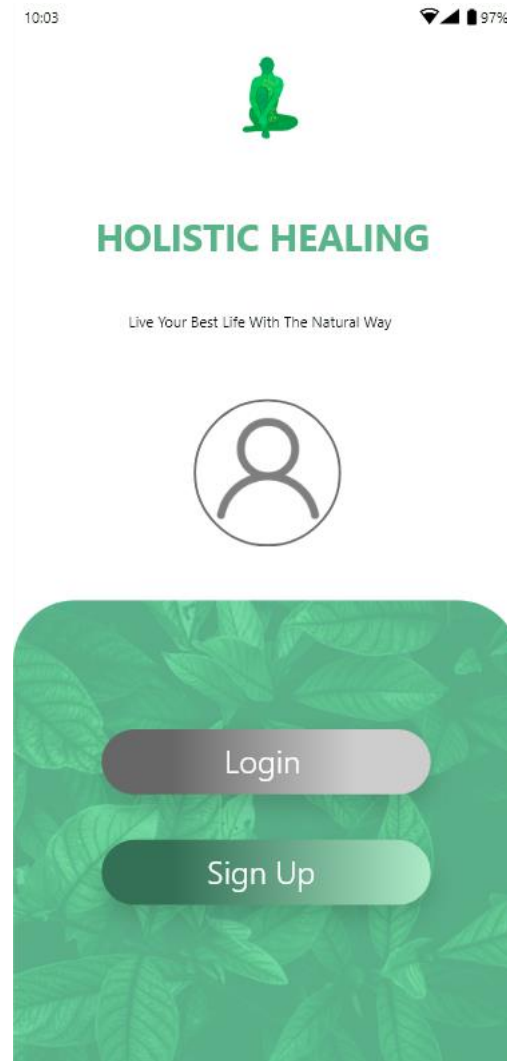 10:03
97%
HOLISTIC HEALING
Live Your Best Life With The Natural Way
Login
Sign Up